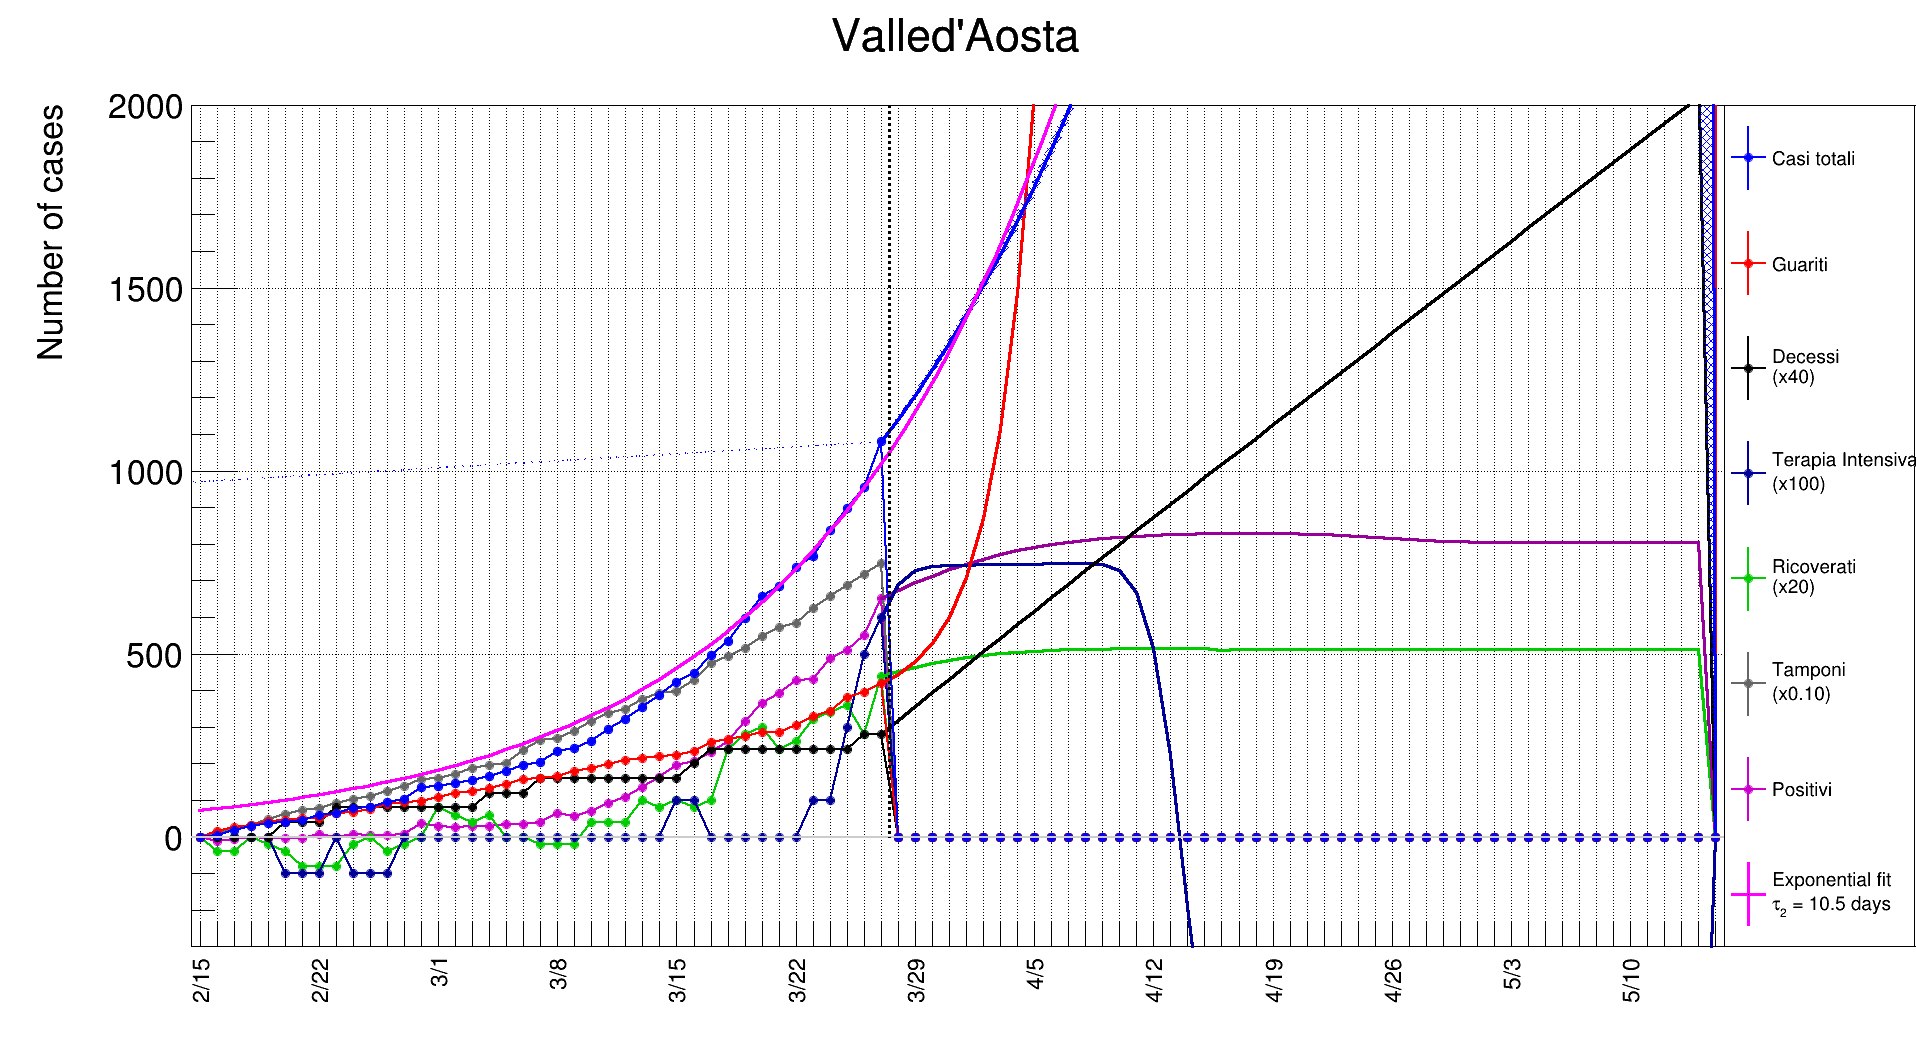 Valled'Aosta
Number of cases
2000
1500
1000
500
0
2/15
2/22
3/1
3/8
3/15
3/22
3/29
4/5
4/12
4/19
4/26
5/3
5/10
Casi totali
Guariti
Decessi
(x40)
Terapia Intensiva
(x100)
Ricoverati
(x20)
Tamponi
(x0.10)
Positivi
Exponential fit
τ2 = 10.5 days